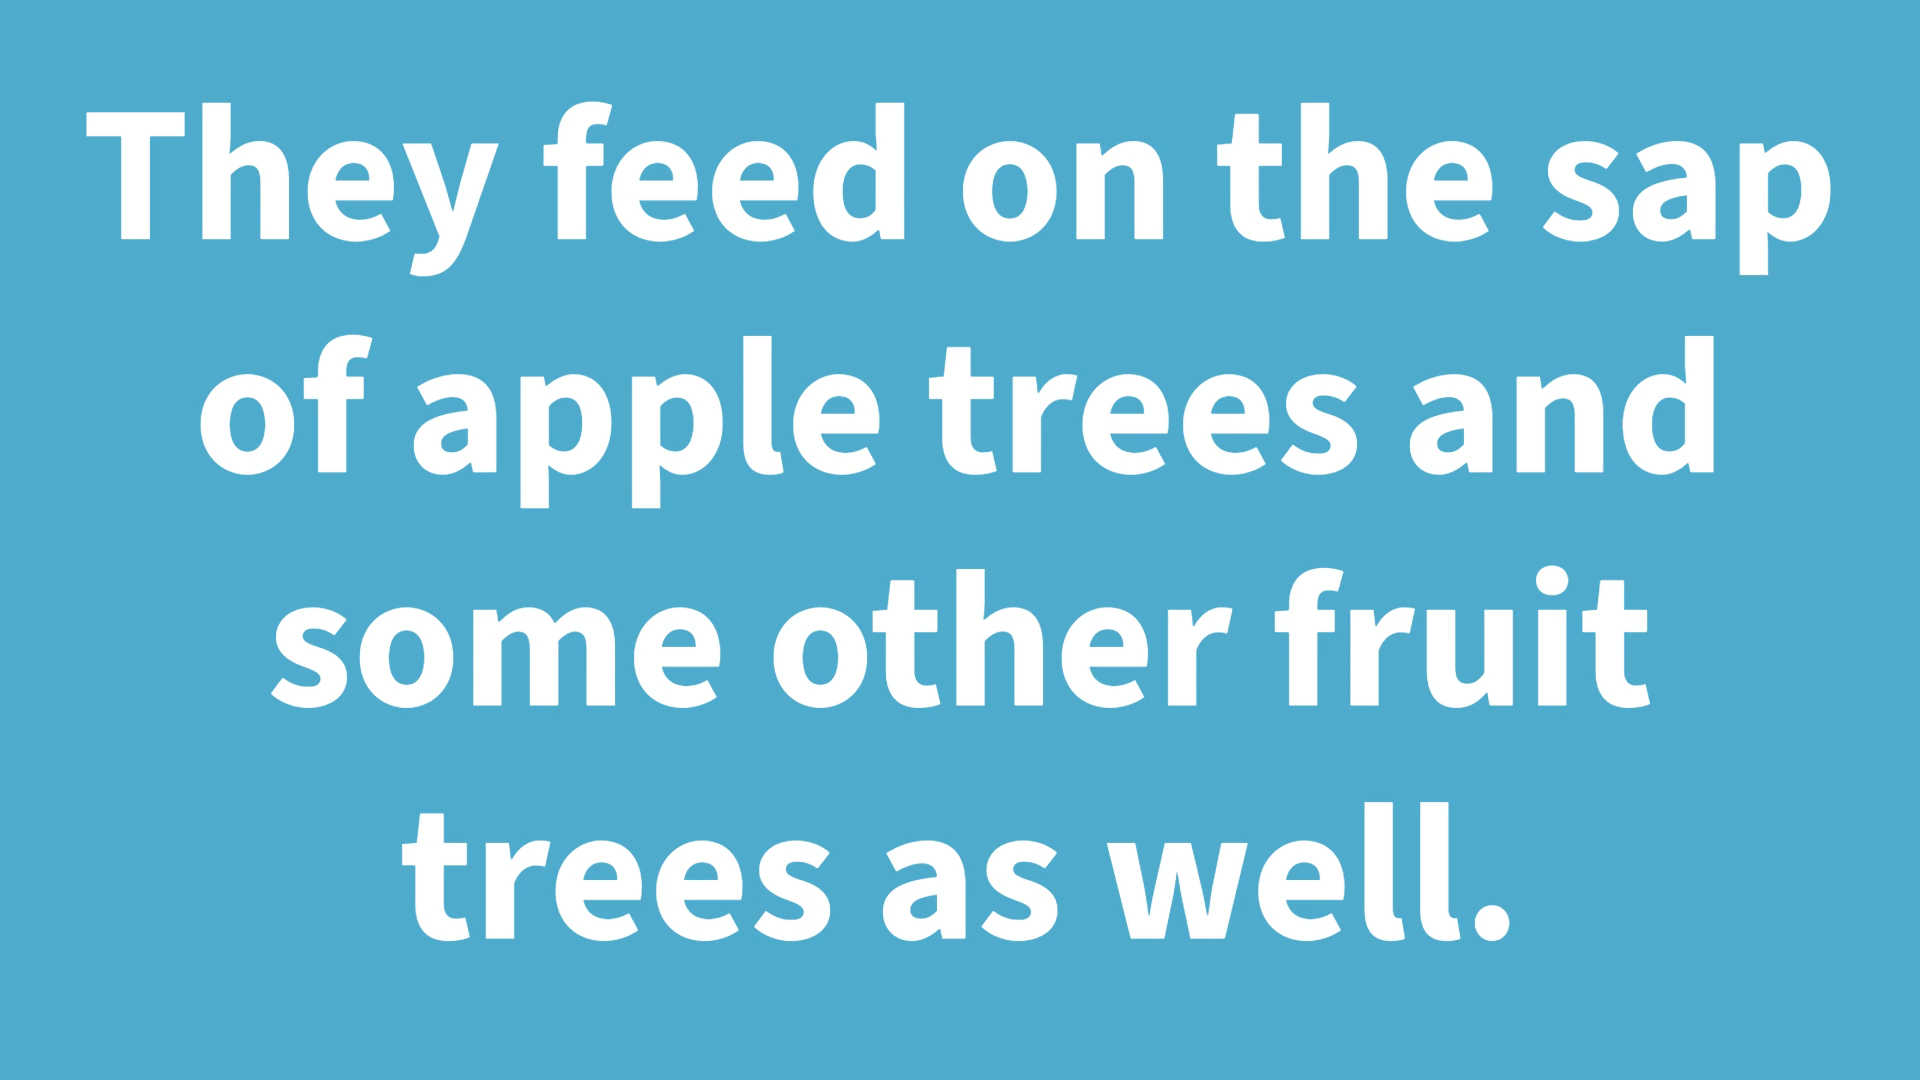 They feed on the sap
of apple trees and
some other fruit
trees as well.